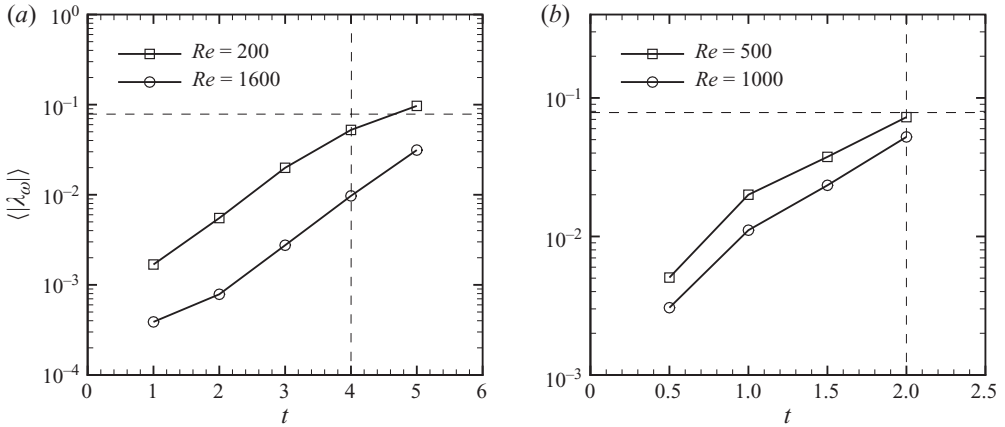 (a)
10⁰
10⁻¹
10⁻²
10⁻³
10⁻⁴
⟨|λ_ω|⟩
Re = 200
Re = 1600
0 1 2 3 4 5 6
t
(b)
10⁻¹
10⁻²
10⁻³
Re = 500
Re = 1000
0 0.5 1.0 1.5 2.0 2.5
t